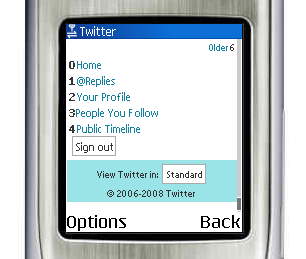 Twitter
Older 6
0 Home
1 @Replies
2 Your Profile
3 People You Follow
4 Public Timeline
Sign out
View Twitter in: Standard
© 2006-2008 Twitter
Options Back